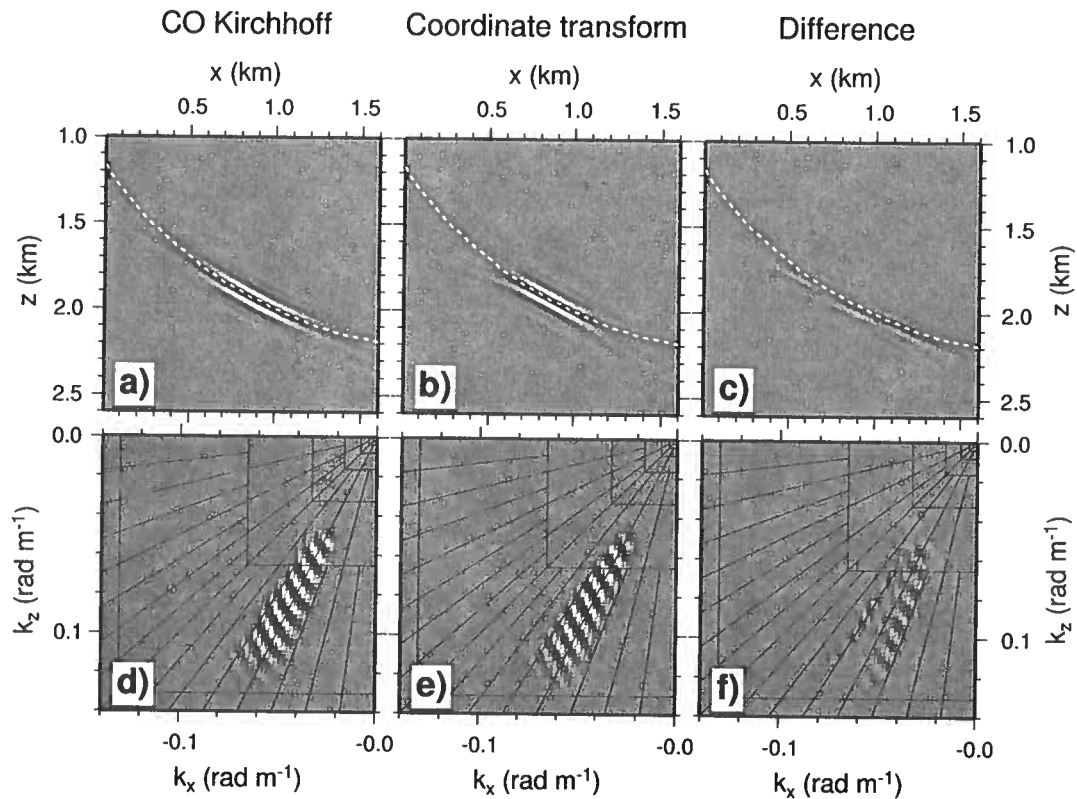 CO Kirchhoff Coordinate transform Difference
x (km) x (km) x (km)
0.5 1.0 1.5 0.5 1.0 1.5 0.5 1.0 1.5
1.0 1.0
1.5 1.5
z (km) z (km)
2.0 2.0
2.5 2.5
a) b) c)
0.0 0.0
k_z (rad m⁻¹) k_z (rad m⁻¹)
0.1 0.1
d) e) f)
-0.1 -0.0 -0.1 -0.0 -0.1 -0.0
k_x (rad m⁻¹) k_x (rad m⁻¹) k_x (rad m⁻¹)